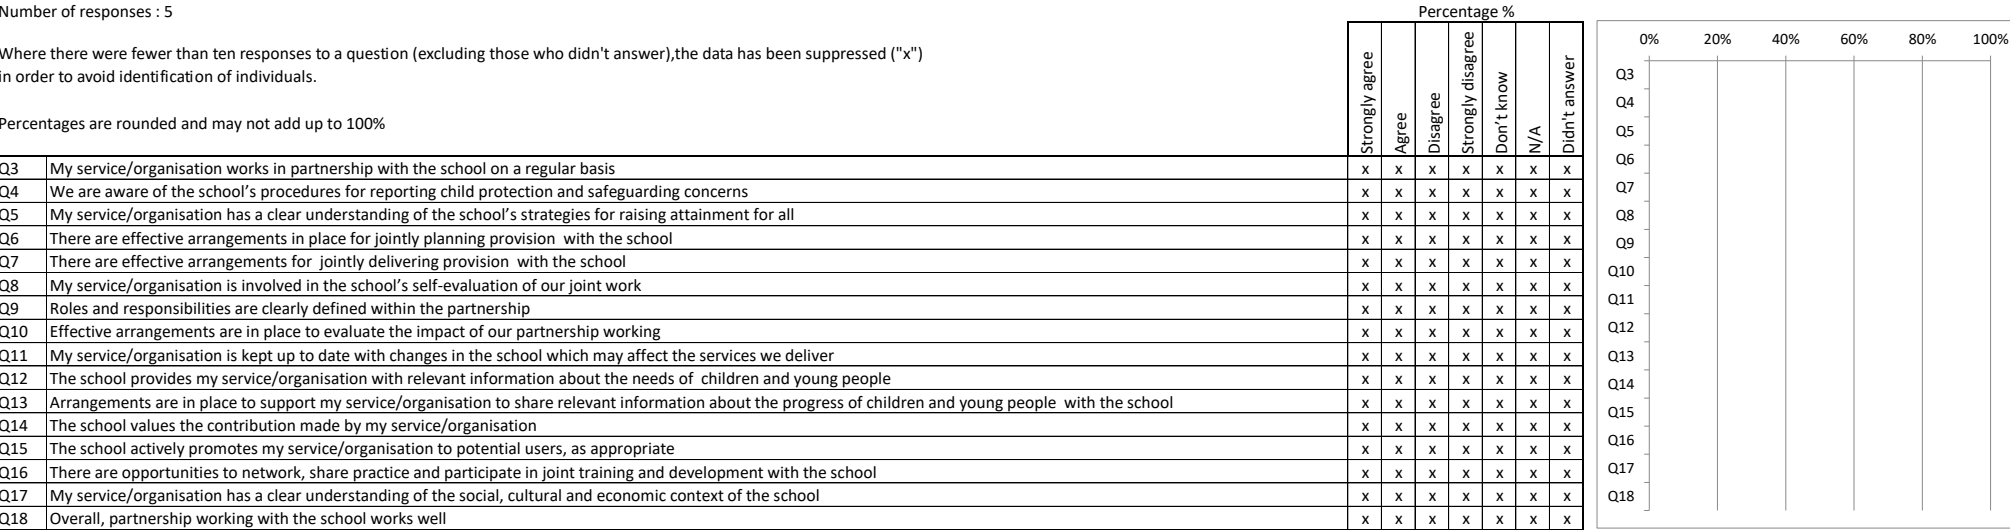 Number of responses : 5
Percentage %
Where there were fewer than ten responses to a question (excluding those who didn't answer),the data has been suppressed ("x")
in order to avoid identification of individuals.
Percentages are rounded and may not add up to 100%
Strongly agree
Agree
Disagree
Strongly disagree
Don't know
N/A
Didn't answer
Q3 My service/organisation works in partnership with the school on a regular basis x x x x x x x
Q4 We are aware of the school’s procedures for reporting child protection and safeguarding concerns x x x x x x x
Q5 My service/organisation has a clear understanding of the school’s strategies for raising attainment for all x x x x x x x
Q6 There are effective arrangements in place for jointly planning provision with the school x x x x x x x
Q7 There are effective arrangements for jointly delivering provision with the school x x x x x x x
Q8 My service/organisation is involved in the school’s self-evaluation of our joint work x x x x x x x
Q9 Roles and responsibilities are clearly defined within the partnership x x x x x x x
Q10 Effective arrangements are in place to evaluate the impact of our partnership working x x x x x x x
Q11 My service/organisation is kept up to date with changes in the school which may affect the services we deliver x x x x x x x
Q12 The school provides my service/organisation with relevant information about the needs of children and young people x x x x x x x
Q13 Arrangements are in place to support my service/organisation to share relevant information about the progress of children and young people with the school x x x x x x x
Q14 The school values the contribution made by my service/organisation x x x x x x x
Q15 The school actively promotes my service/organisation to potential users, as appropriate x x x x x x x
Q16 There are opportunities to network, share practice and participate in joint training and development with the school x x x x x x x
Q17 My service/organisation has a clear understanding of the social, cultural and economic context of the school x x x x x x x
Q18 Overall, partnership working with the school works well x x x x x x x
0% 20% 40% 60% 80% 100%
Q3
Q4
Q5
Q6
Q7
Q8
Q9
Q10
Q11
Q12
Q13
Q14
Q15
Q16
Q17
Q18